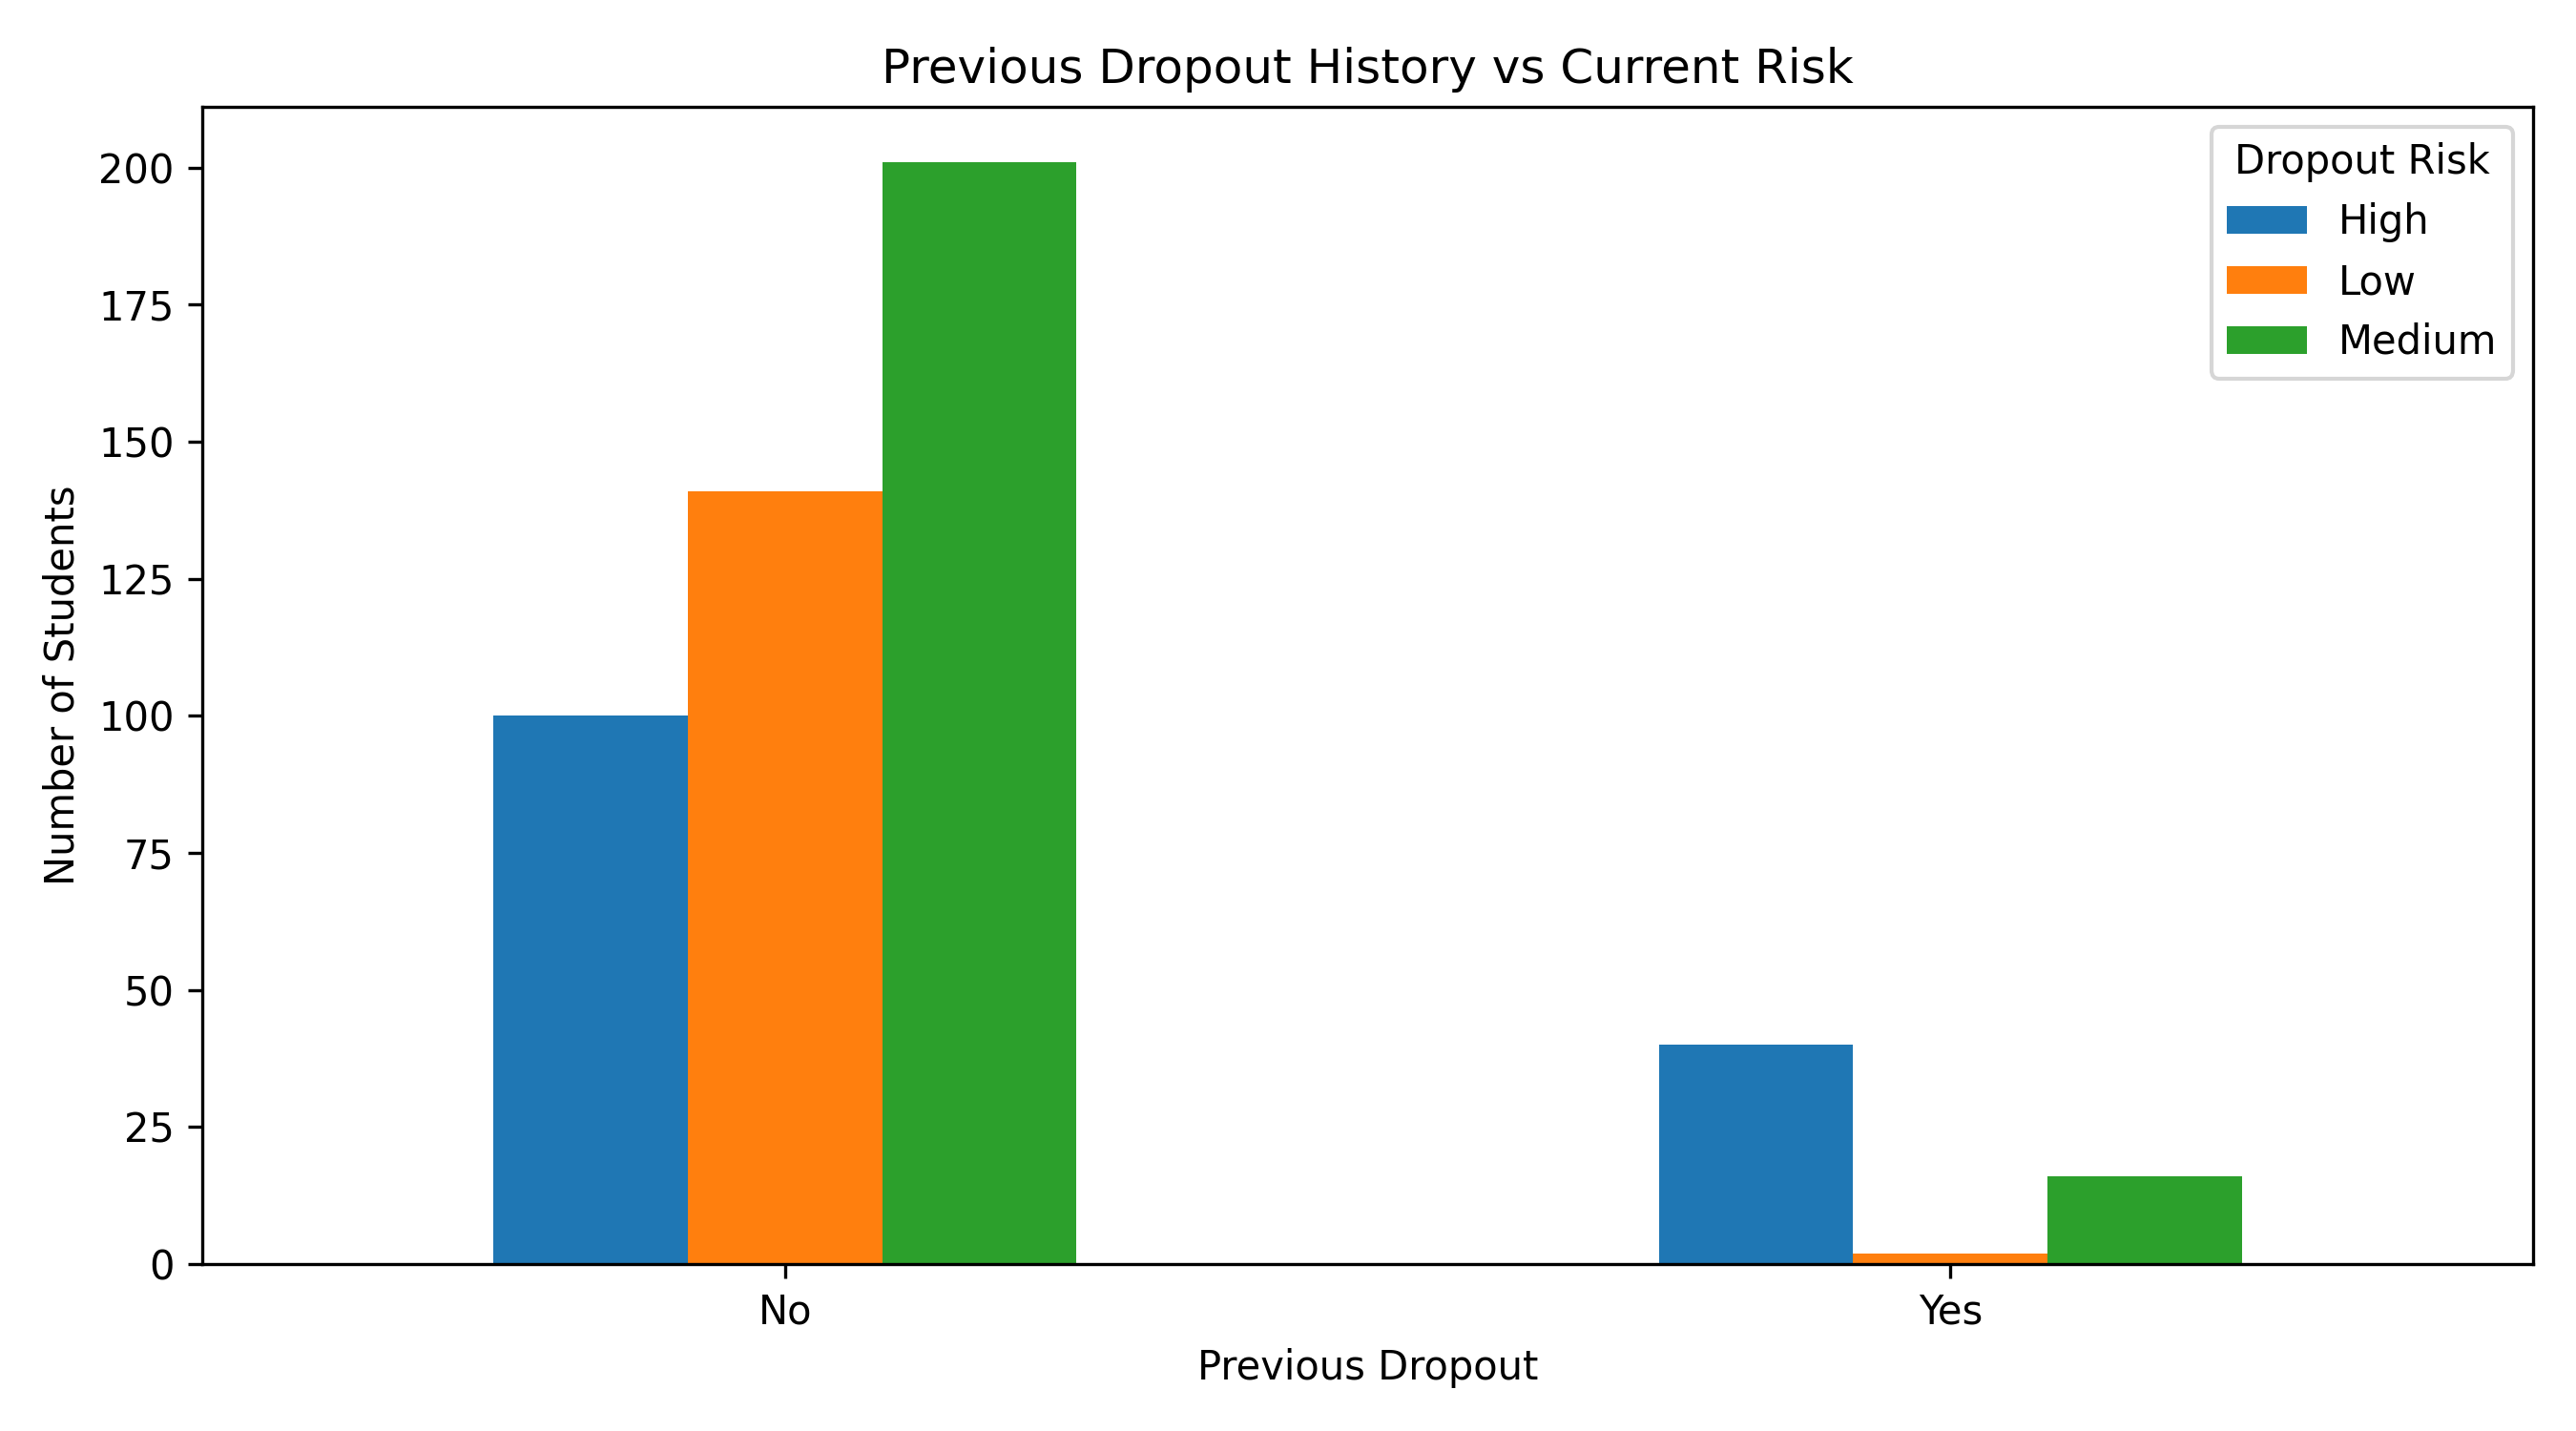 Previous Dropout History vs Current Risk
Number of Students
200
175
150
125
100
75
50
25
0
No
Yes
Previous Dropout
Dropout Risk
High
Low
Medium